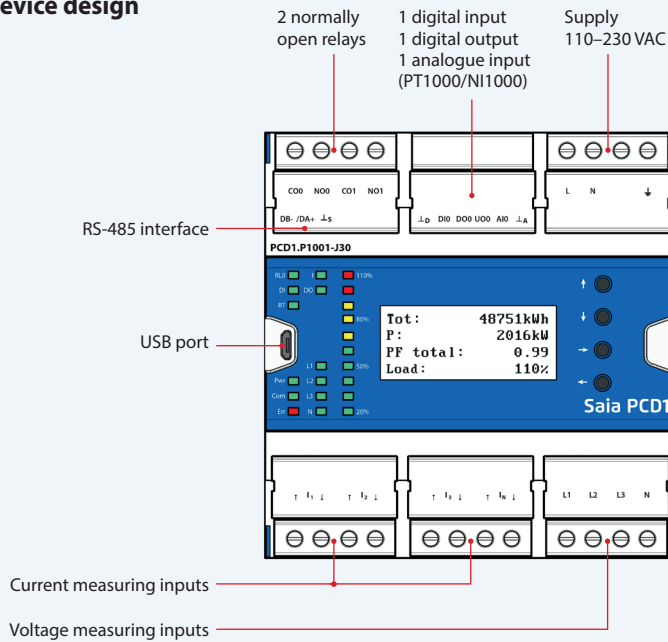 evice design
2 normally
open relays
1 digital input
1 digital output
1 analogue input
(PT1000/NI1000)
Supply
110–230 VAC
CO0 NO0 CO1 NO1
L N ⏚
DB- /DA+ ⊥S
⊥D DI0 DO0 UO0 AI0 ⊥A
RS-485 interface
PCD1.P1001-J30
RL0 1 110%
DI DO
RT
80%
↑
↓
→
←
Tot: 48751kWh
P: 2016kW
PF total: 0.99
Load: 110%
USB port
L1 50%
Pwr L2
Com L3
Err N 20%
Saia PCD1
↑ I1 ↓ ↑ I2 ↓
↑ I3 ↓ ↑ IN ↓
L1 L2 L3 N
Current measuring inputs
Voltage measuring inputs